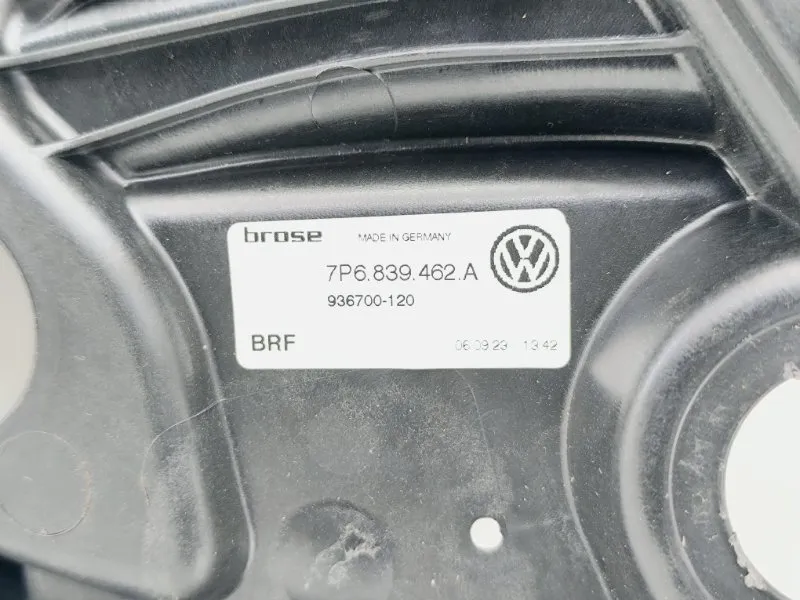 brose MADE IN GERMANY
7P6.839.462.A
936700-120
BRF 06.09.23 13:42